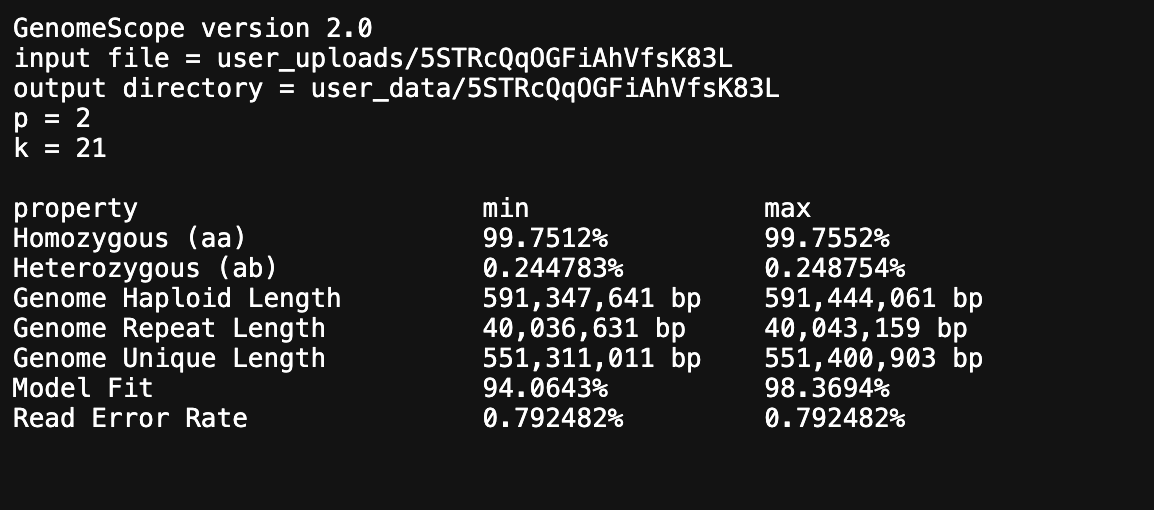 GenomeScope version 2.0
input file = user_uploads/5STRcQqOGFiAhVfsK83L
output directory = user_data/5STRcQqOGFiAhVfsK83L
p = 2
k = 21
property min max
Homozygous (aa) 99.7512% 99.7552%
Heterozygous (ab) 0.244783% 0.248754%
Genome Haploid Length 591,347,641 bp 591,444,061 bp
Genome Repeat Length 40,036,631 bp 40,043,159 bp
Genome Unique Length 551,311,011 bp 551,400,903 bp
Model Fit 94.0643% 98.3694%
Read Error Rate 0.792482% 0.792482%